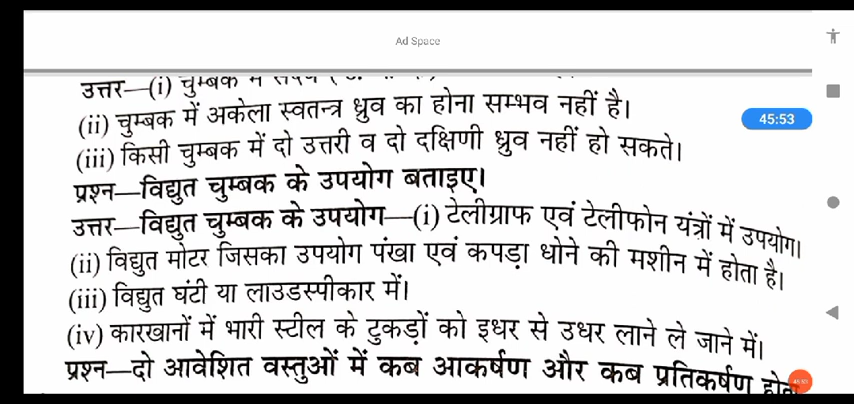 Ad Space
उत्तर—(i) चुम्बक में
(ii) चुम्बक में अकेला स्वतन्त्र ध्रुव का होना सम्भव नहीं है।
45:53
(iii) किसी चुम्बक में दो उत्तरी व दो दक्षिणी ध्रुव नहीं हो सकते।
प्रश्न—विद्युत चुम्बक के उपयोग बताइए।
उत्तर—विद्युत चुम्बक के उपयोग—(i) टेलीग्राफ एवं टेलीफोन यंत्रों में उपयोग।
(ii) विद्युत मोटर जिसका उपयोग पंखा एवं कपड़ा धोने की मशीन में होता है।
(iii) विद्युत घंटी या लाउडस्पीकार में।
(iv) कारखानों में भारी स्टील के टुकड़ों को इधर से उधर लाने ले जाने में।
प्रश्न—दो आवेशित वस्तुओं में कब आकर्षण और कब प्रतिकर्षण